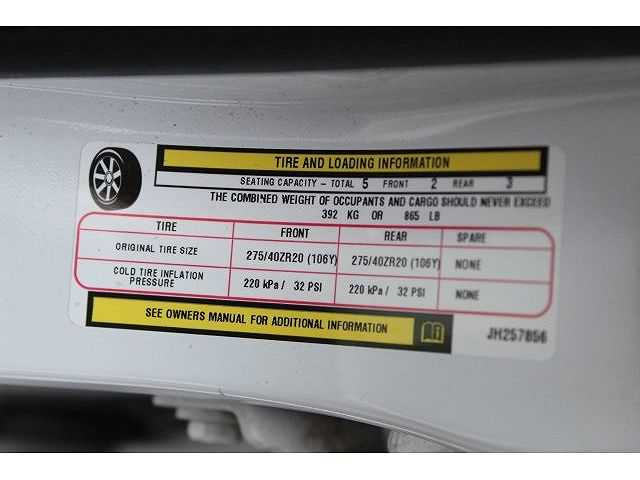 TIRE AND LOADING INFORMATION
SEATING CAPACITY - TOTAL 5 FRONT 2 REAR 3
THE COMBINED WEIGHT OF OCCUPANTS AND CARGO SHOULD NEVER EXCEED
392 KG OR 865 LB
TIRE FRONT REAR SPARE
ORIGINAL TIRE SIZE 275/40ZR20 (106Y) 275/40ZR20 (106Y) NONE
COLD TIRE INFLATION PRESSURE 220 kPa / 32 PSI 220 kPa / 32 PSI NONE
SEE OWNERS MANUAL FOR ADDITIONAL INFORMATION
JH257856